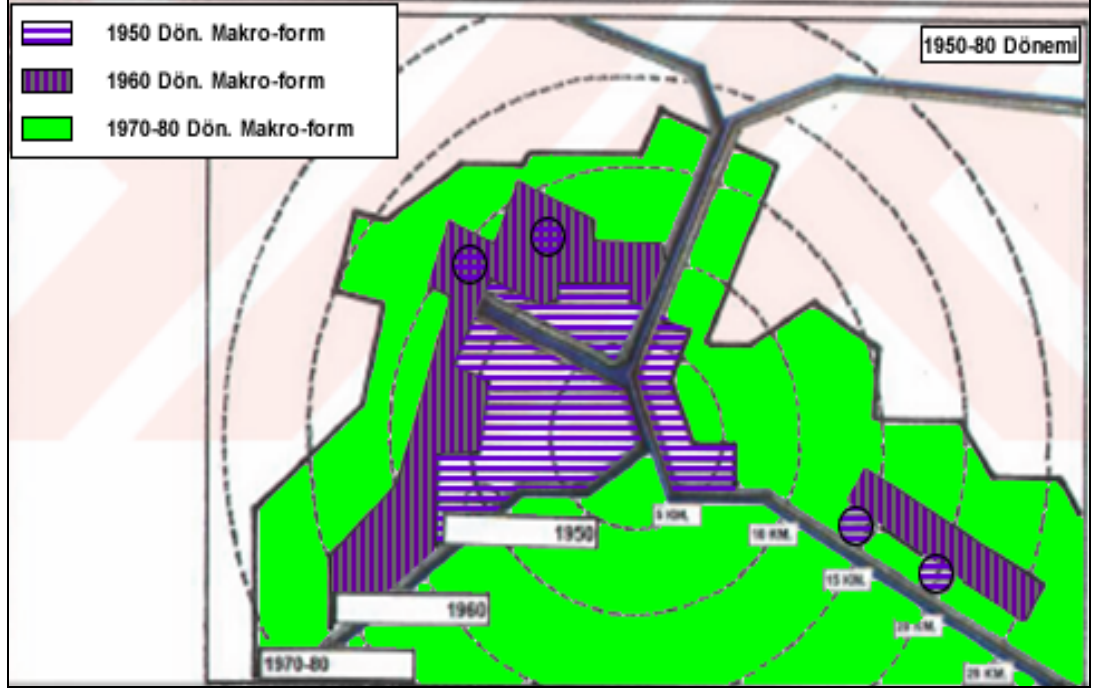 1950 Dön. Makro-form
1960 Dön. Makro-form
1970-80 Dön. Makro-form
1950-80 Dönemi
1950
1960
1970-80
5 KM.
10 KM.
15 KM.
20 KM.
25 KM.